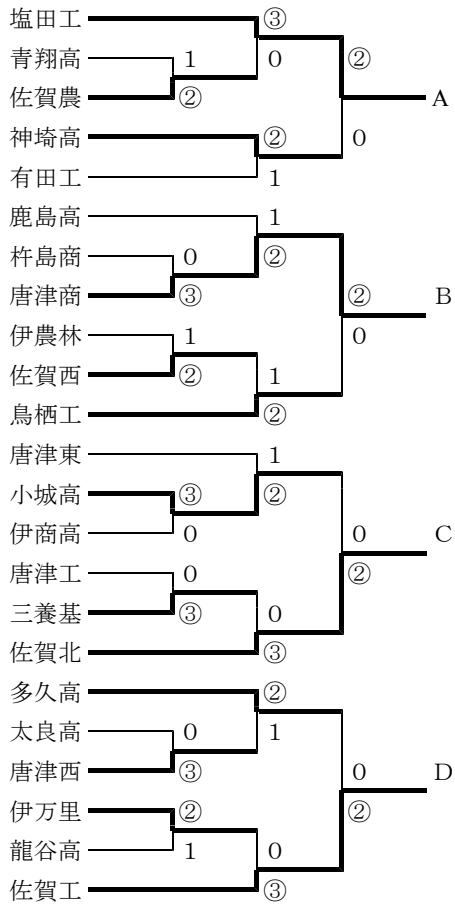 塩田工 ③
青翔高 1 0 ②
佐賀農 ② A
神埼高 ② 0
有田工 1
鹿島高 1
杵島商 0 ②
唐津商 ③ ② B
伊農林 1 0
佐賀西 ② 1
鳥栖工 ②
唐津東 1
小城高 ③ ②
伊商高 0 0 C
唐津工 0 ②
三養基 ③ 0
佐賀北 ③
多久高 ②
太良高 0 1
唐津西 ③ 0 D
伊万里 ② ②
龍谷高 1 0
佐賀工 ③